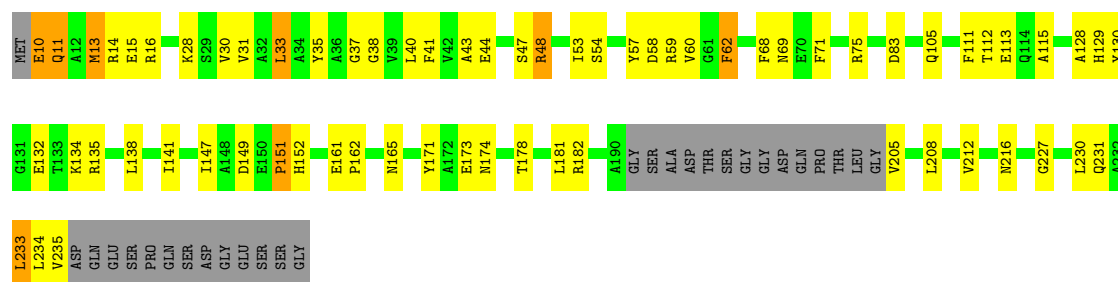 MET E10 Q11 A12 M13 R14 E15 R16 K28 S29 V30 V31 A32 L33 A34 Y35 A36 G37 G38 V39 L40 F41 V42 A43 E44 S47 R48 I53 S54 Y57 D58 R59 V60 G61 F62 F68 N69 E70 F71 R75 D83 Q105 F111 T112 E113 Q114 A115 A128 H129 Y130
G131 E132 T133 K134 R135 L138 I141 I147 A148 D149 E150 P151 H152 E161 P162 N165 Y171 A172 E173 N174 T178 L181 R182 A190 GLY SER ALA ASP THR SER GLY GLY ASP GLN PRO THR LEU GLY V205 L208 V212 N216 G227 L230 Q231 A232
L233 L234 V235 ASP GLN GLU SER PRO GLN SER ASP GLY GLU SER SER GLY